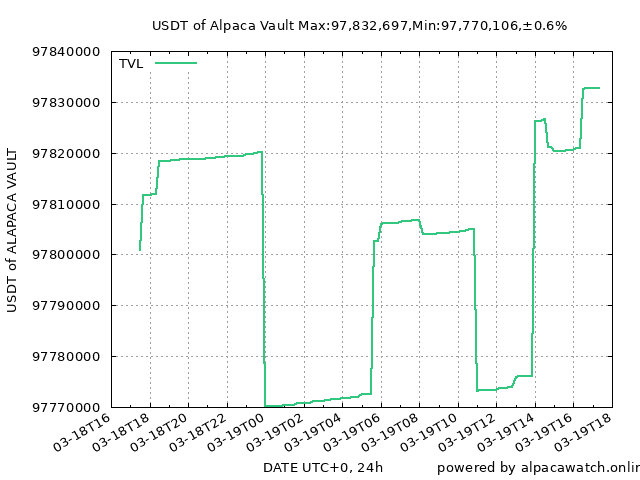 USDT of Alpaca Vault Max:97,832,697,Min:97,770,106,±0.6%
TVL
97840000
97830000
97820000
97810000
97800000
97790000
97780000
97770000
USDT of ALAPACA VAULT
03-18T16
03-18T18
03-18T20
03-18T22
03-19T00
03-19T02
03-19T04
03-19T06
03-19T08
03-19T10
03-19T12
03-19T14
03-19T16
03-19T18
DATE UTC+0, 24h
powered by alpacawatch.onlin